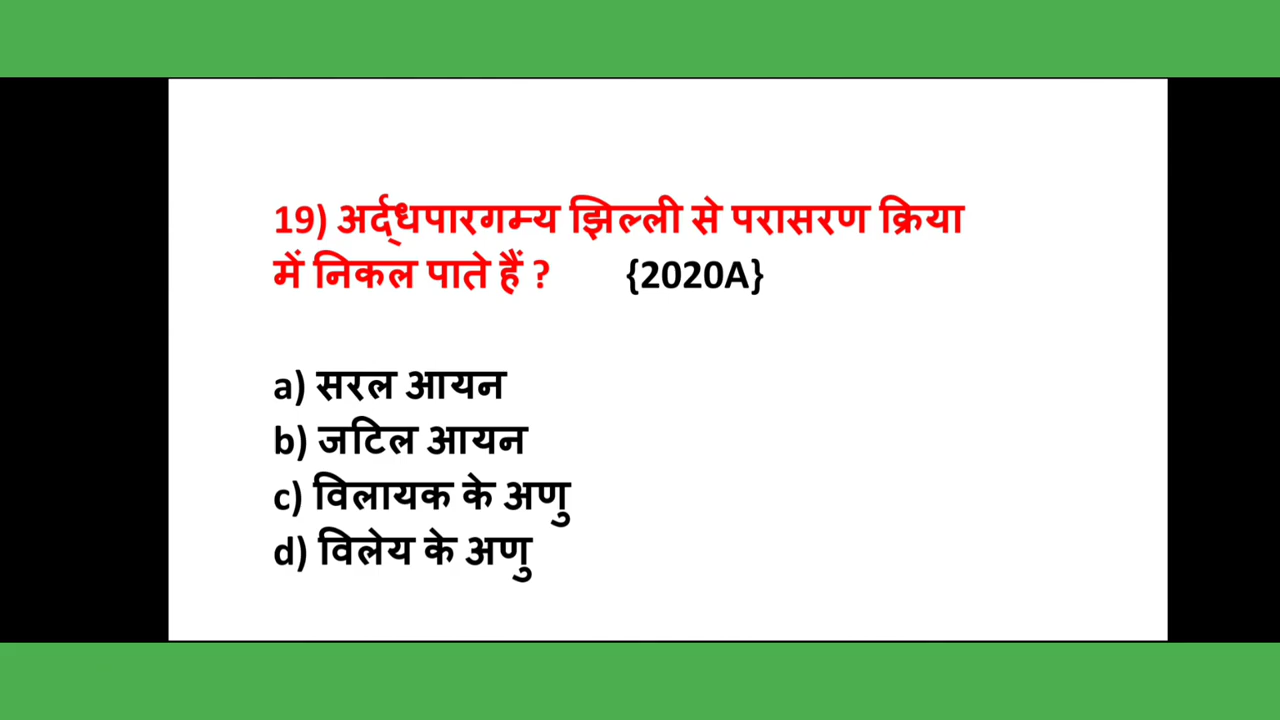 19) अर्द्धपारगम्य झिल्ली से परासरण क्रिया
में निकल पाते हैं ? {2020A}
a) सरल आयन
b) जटिल आयन
c) विलायक के अणु
d) विलेय के अणु